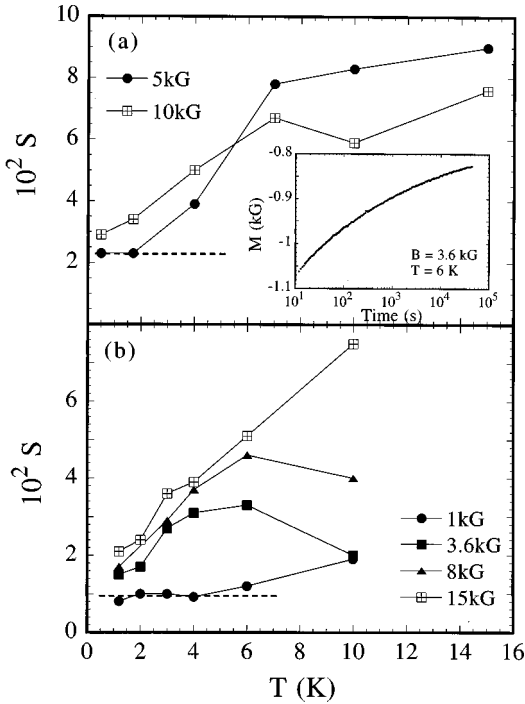 (a)
5kG
10kG
10² S
10
8
6
4
2
-0.8
-0.9
-1
-1.1
M (kG)
B = 3.6 kG
T = 6 K
10¹ 10² 10³ 10⁴ 10⁵
Time (s)
(b)
10² S
6
4
2
0
1kG
3.6kG
8kG
15kG
0 2 4 6 8 10 12 14 16
T (K)